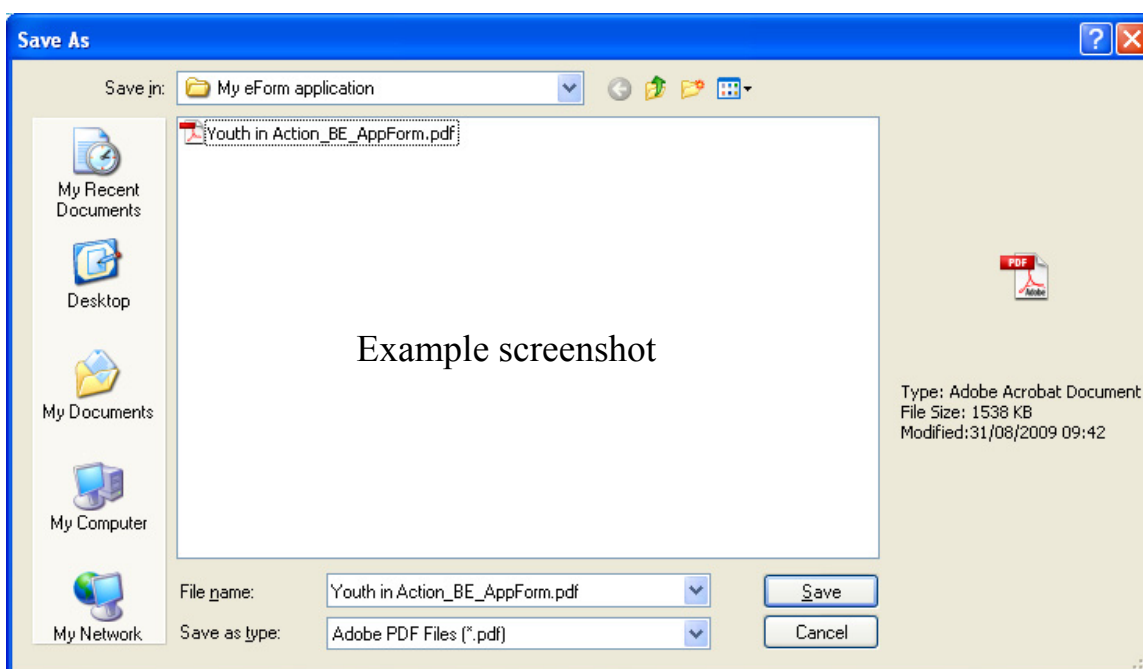 Save As
Save in:
My eForm application
Youth in Action_BE_AppForm.pdf
My Recent
Documents
Desktop
My Documents
My Computer
My Network
Example screenshot
PDF
Adobe
Type: Adobe Acrobat Document
File Size: 1538 KB
Modified:31/08/2009 09:42
File name:
Youth in Action_BE_AppForm.pdf
Save
Save as type:
Adobe PDF Files (*.pdf)
Cancel